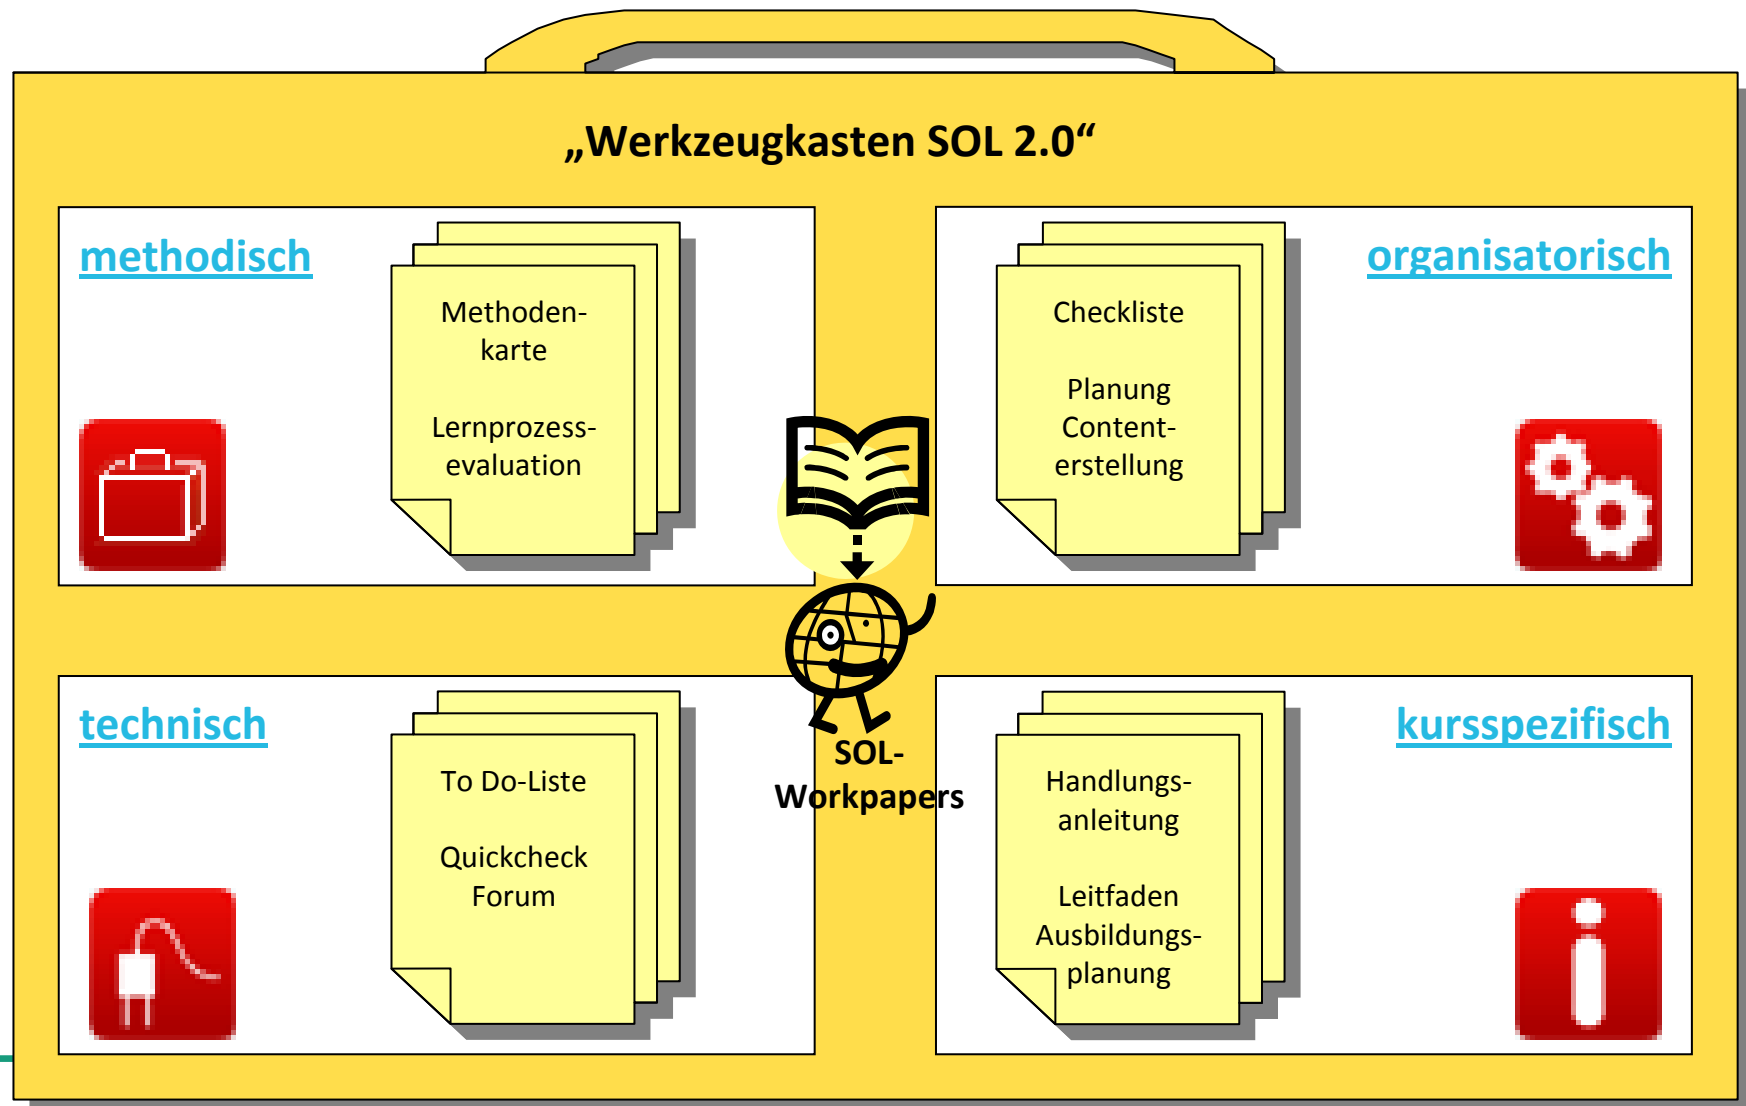 „Werkzeugkasten SOL 2.0“
methodisch
Methoden-
karte
Lernprozess-
evaluation
organisatorisch
Checkliste
Planung
Content-
erstellung
technisch
To Do-Liste
Quickcheck
Forum
SOL-
Workpapers
kursspezifisch
Handlungs-
anleitung
Leitfaden
Ausbildungs-
planung